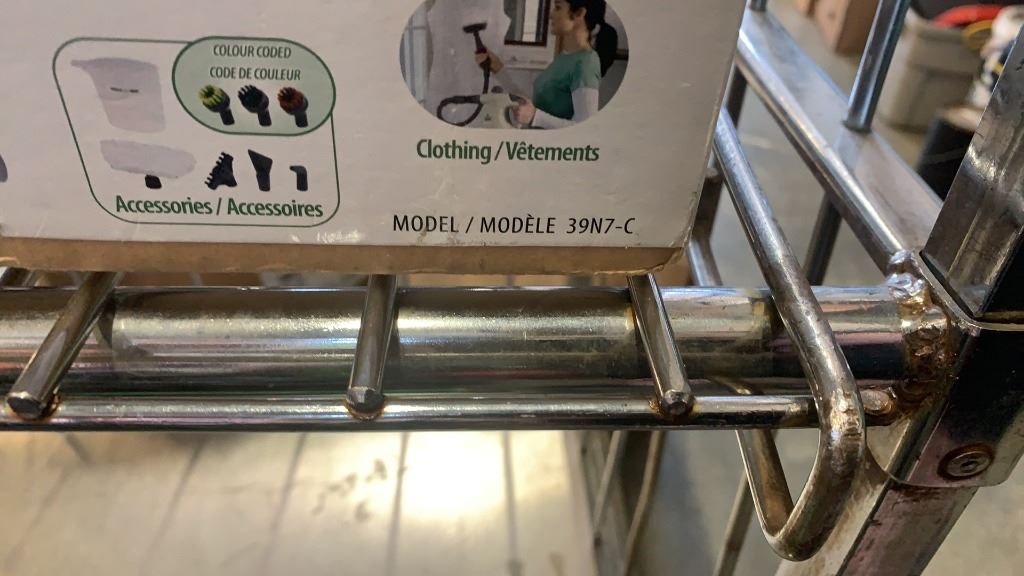 COLOUR CODED
CODE DE COULEUR
Accessories / Accessoires
Clothing / Vêtements
MODEL / MODÈLE 39N7-C